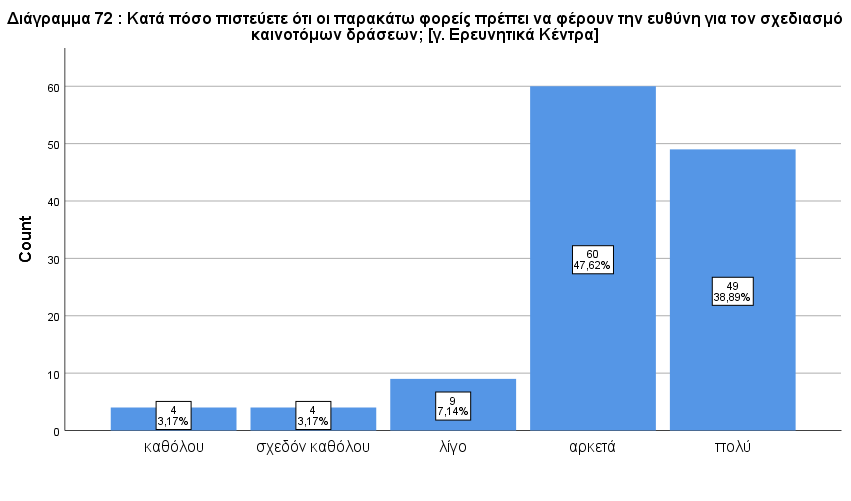 Διάγραμμα 72 : Κατά πόσο πιστεύετε ότι οι παρακάτω φορείς πρέπει να φέρουν την ευθύνη για τον σχεδιασμό
καινοτόμων δράσεων; [γ. Ερευνητικά Κέντρα]
Count
60
50
40
30
20
10
0
4
3,17%
4
3,17%
9
7,14%
60
47,62%
49
38,89%
καθόλου
σχεδόν καθόλου
λίγο
αρκετά
πολύ